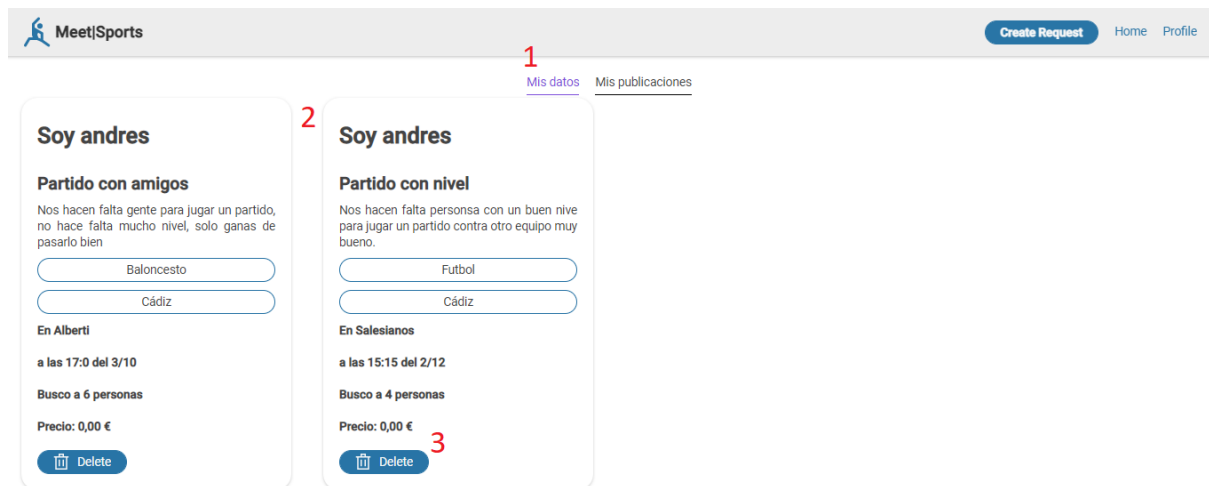 Meet|Sports
Create Request
Home
Profile
1
Mis datos
Mis publicaciones
2
Soy andres
Partido con amigos
Nos hacen falta gente para jugar un partido,
no hace falta mucho nivel, solo ganas de
pasarlo bien
Baloncesto
Cádiz
En Alberti
a las 17:0 del 3/10
Busco a 6 personas
Precio: 0,00 €
Delete
Soy andres
Partido con nivel
Nos hacen falta personsa con un buen nive
para jugar un partido contra otro equipo muy
bueno.
Futbol
Cádiz
En Salesianos
a las 15:15 del 2/12
Busco a 4 personas
Precio: 0,00 €
3
Delete